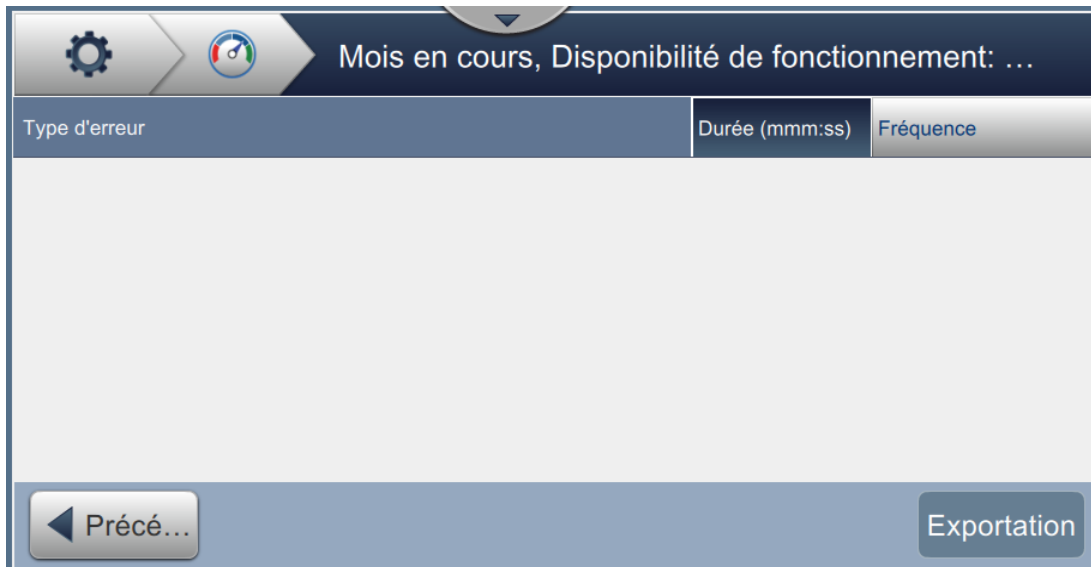 Mois en cours, Disponibilité de fonctionnement: …
Type d'erreur Durée (mmm:ss) Fréquence
Précé...
Exportation